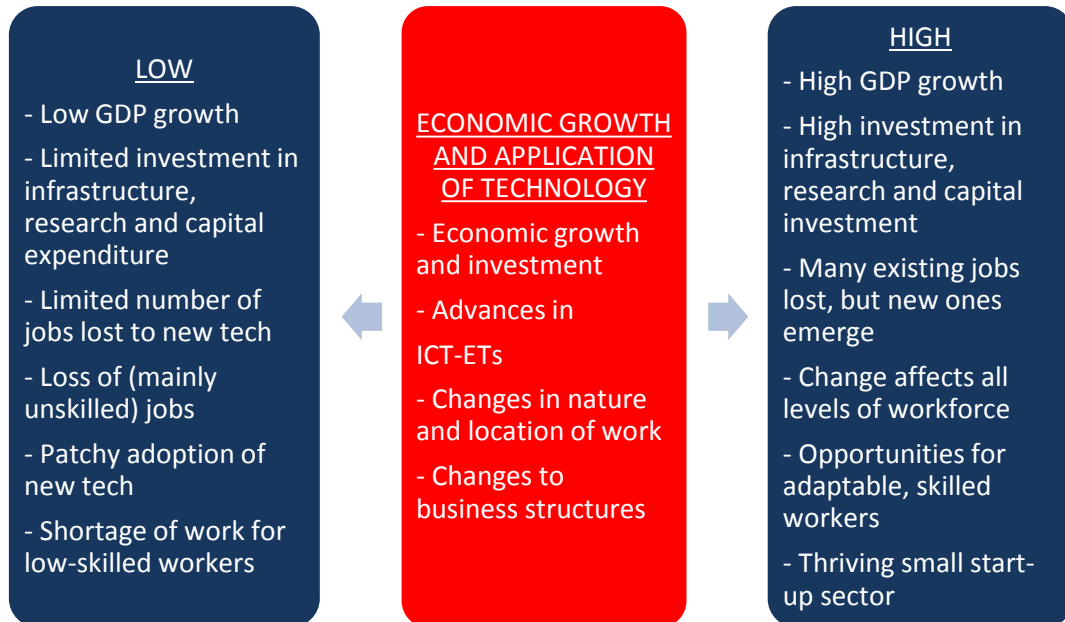 LOW
- Low GDP growth
- Limited investment in
infrastructure,
research and capital
expenditure
- Limited number of
jobs lost to new tech
- Loss of (mainly
unskilled) jobs
- Patchy adoption of
new tech
- Shortage of work for
low-skilled workers
ECONOMIC GROWTH
AND APPLICATION
OF TECHNOLOGY
- Economic growth
and investment
- Advances in
ICT-ETs
- Changes in nature
and location of work
- Changes to
business structures
HIGH
- High GDP growth
- High investment in
infrastructure,
research and capital
investment
- Many existing jobs
lost, but new ones
emerge
- Change affects all
levels of workforce
- Opportunities for
adaptable, skilled
workers
- Thriving small start-
up sector